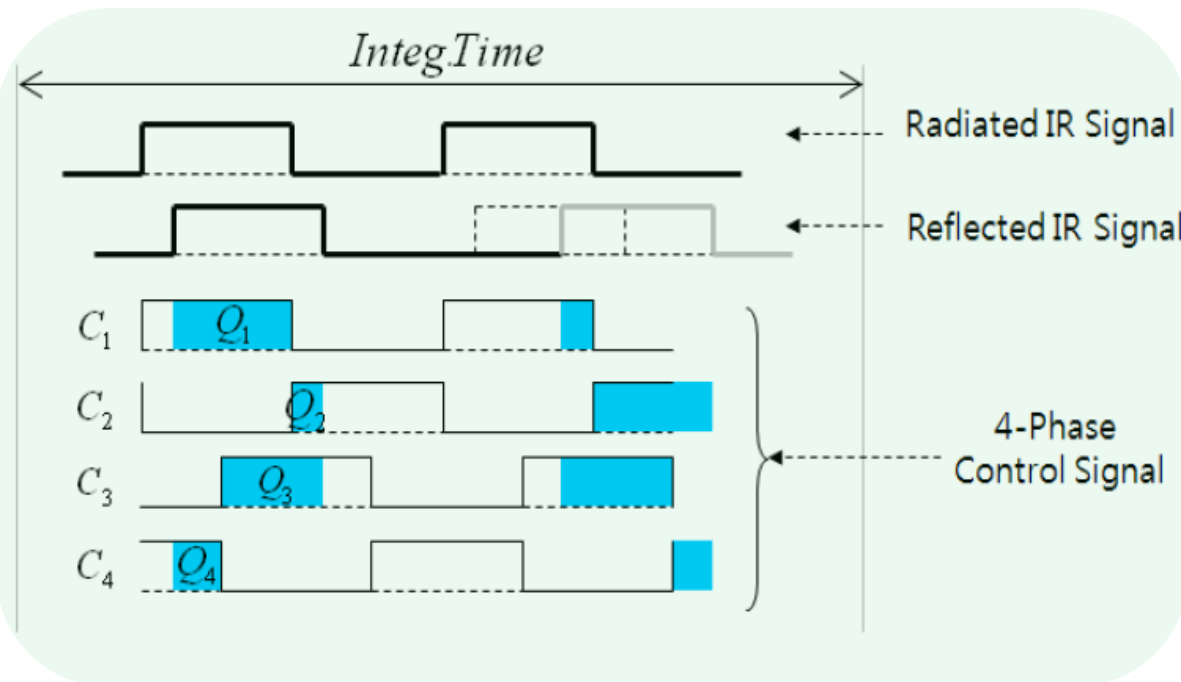 Integ.Time
Radiated IR Signal
Reflected IR Signal
C₁ Q₁
C₂ Q₂
C₃ Q₃
C₄ Q₄
4-Phase
Control Signal